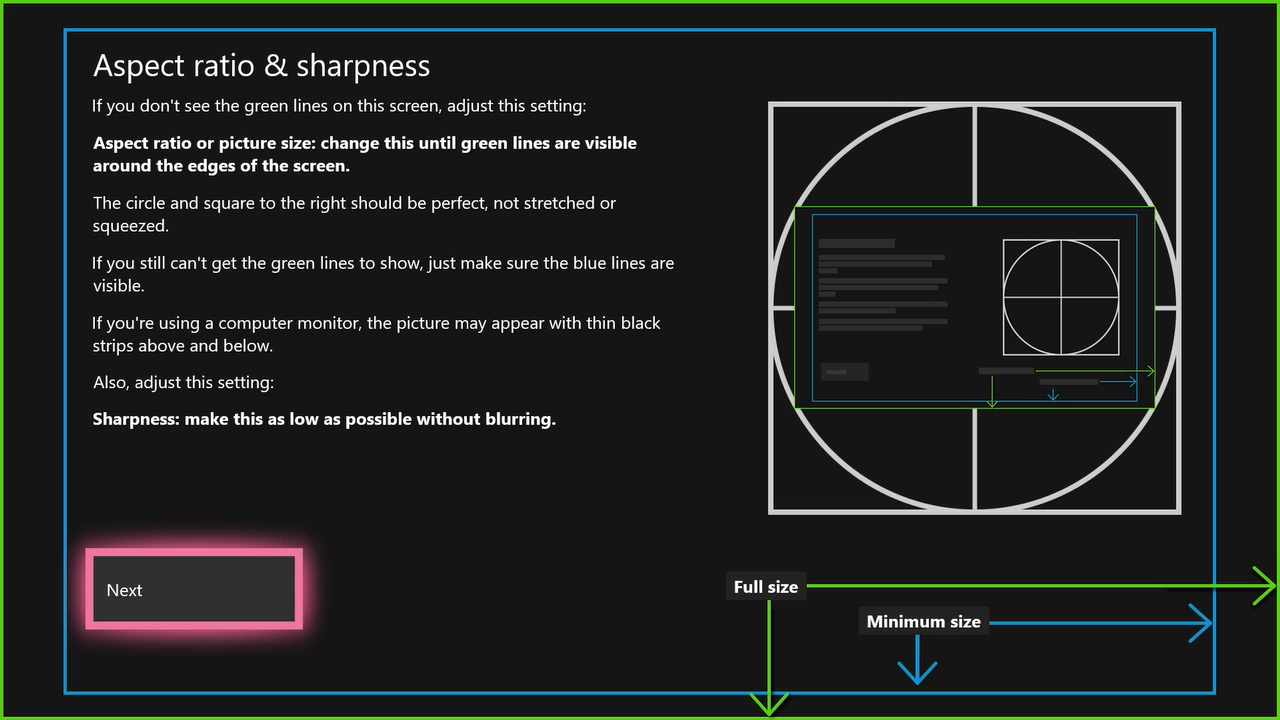 Aspect ratio & sharpness
If you don't see the green lines on this screen, adjust this setting:
Aspect ratio or picture size: change this until green lines are visible
around the edges of the screen.
The circle and square to the right should be perfect, not stretched or
squeezed.
If you still can't get the green lines to show, just make sure the blue lines are
visible.
If you're using a computer monitor, the picture may appear with thin black
strips above and below.
Also, adjust this setting:
Sharpness: make this as low as possible without blurring.
Next
Full size
Minimum size